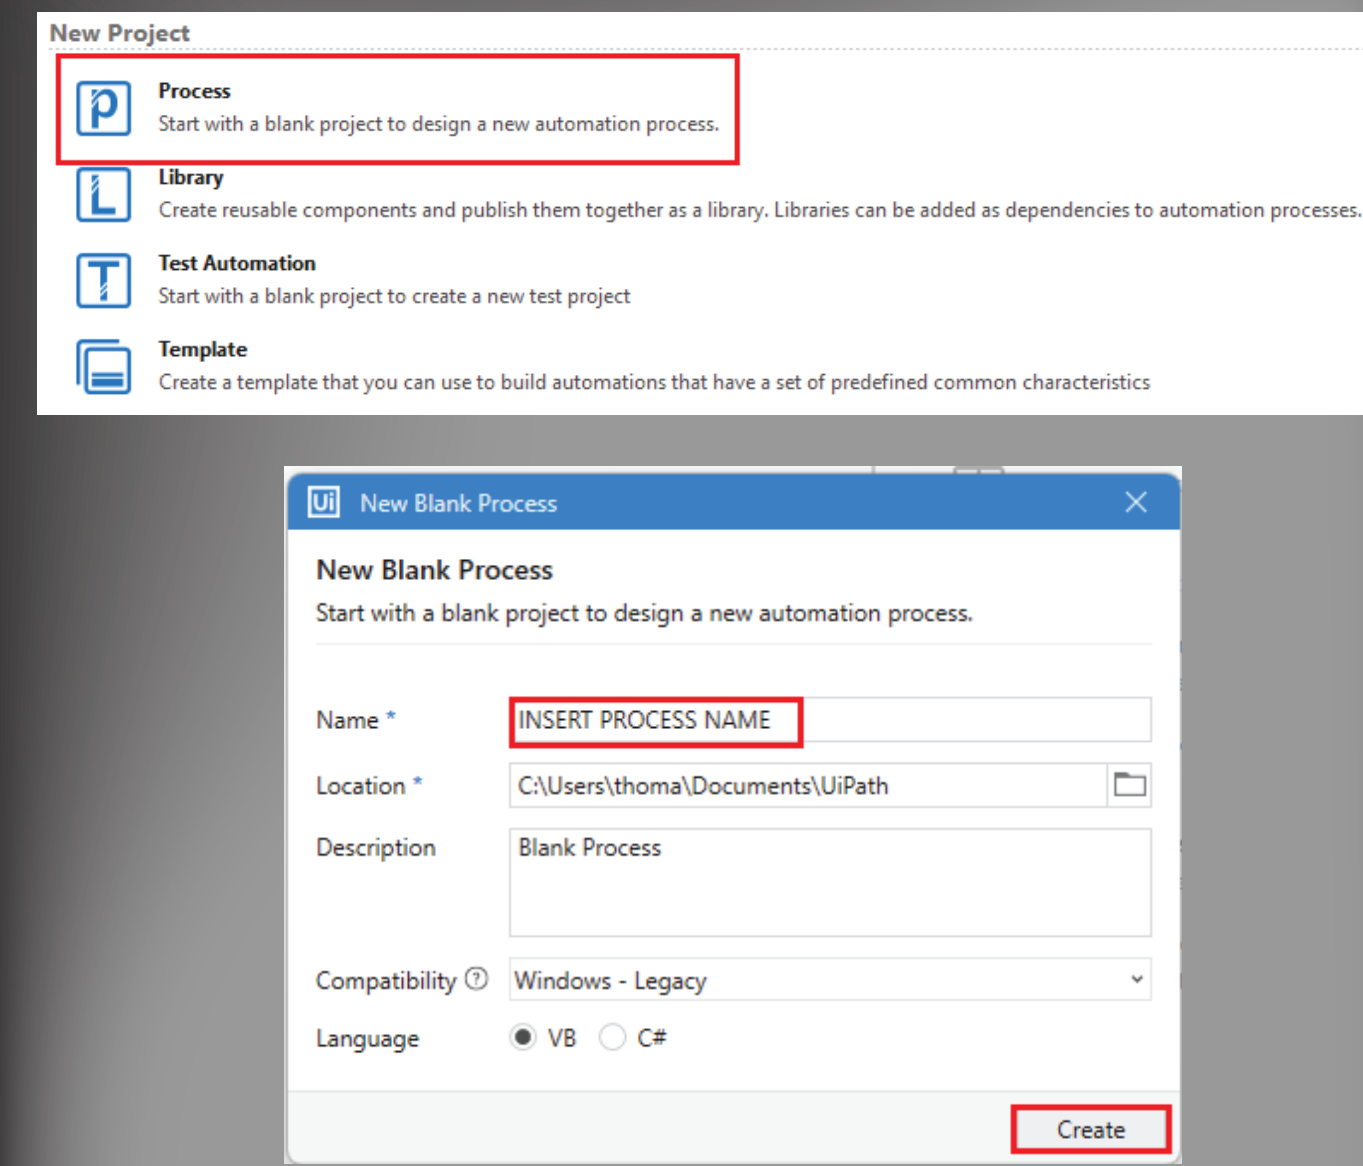 New Project
Process
Start with a blank project to design a new automation process.
Library
Create reusable components and publish them together as a library. Libraries can be added as dependencies to automation processes.
Test Automation
Start with a blank project to create a new test project
Template
Create a template that you can use to build automations that have a set of predefined common characteristics
Ui New Blank Process
New Blank Process
Start with a blank project to design a new automation process.
Name * INSERT PROCESS NAME
Location * C:\Users\thoma\Documents\UiPath
Description Blank Process
Compatibility ? Windows - Legacy
Language VB C#
Create